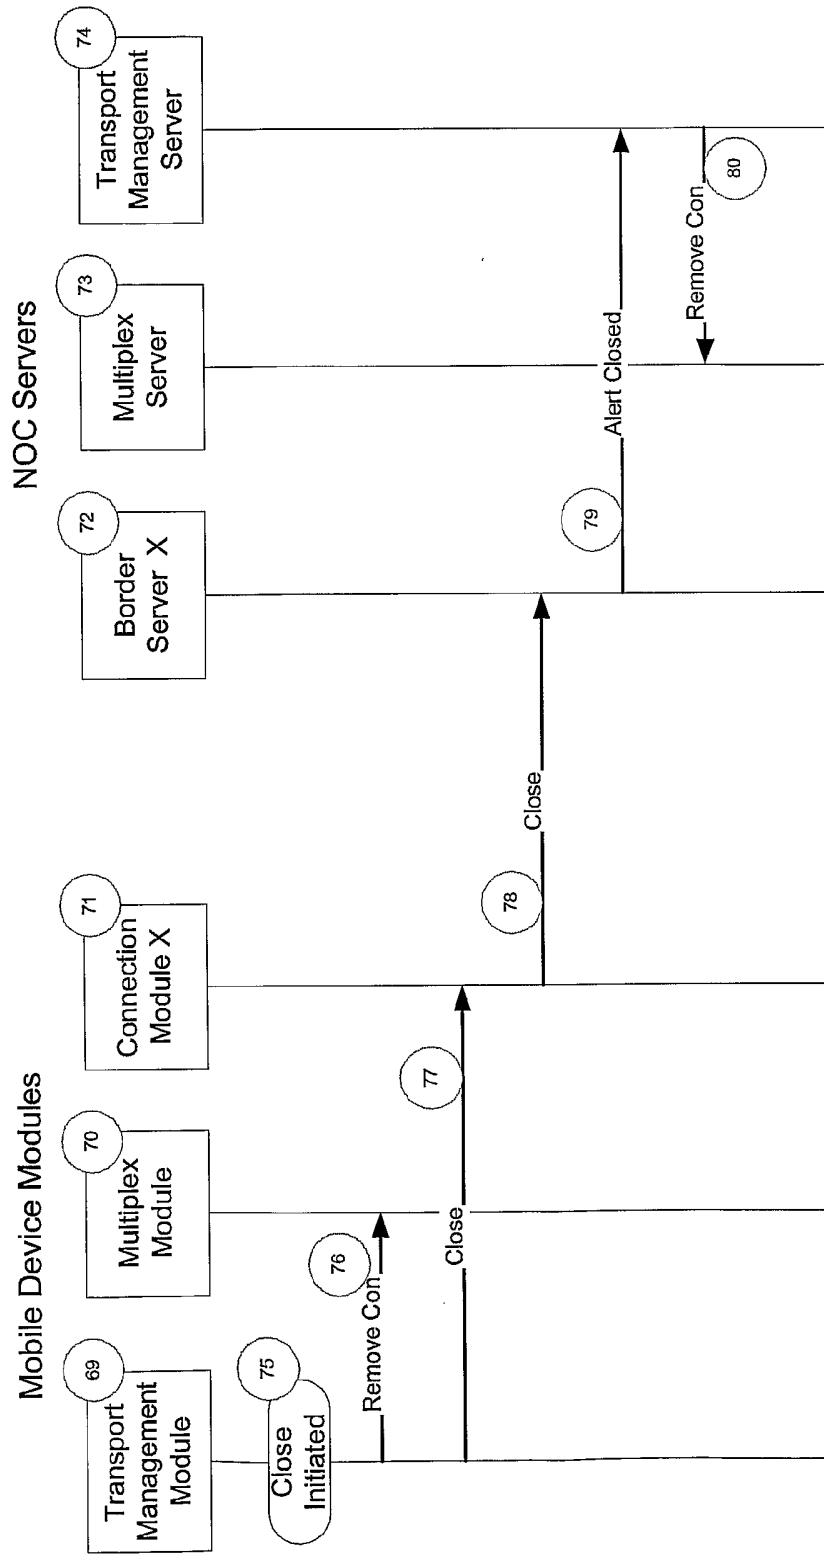 Mobile Device Modules
NOC Servers
69
Transport
Management
Module
70
Multiplex
Module
71
Connection
Module X
72
Border
Server X
73
Multiplex
Server
74
Transport
Management
Server
75
Close
Initiated
76
Remove Con
77
Close
78
Close
79
Alert Closed
80
Remove Con